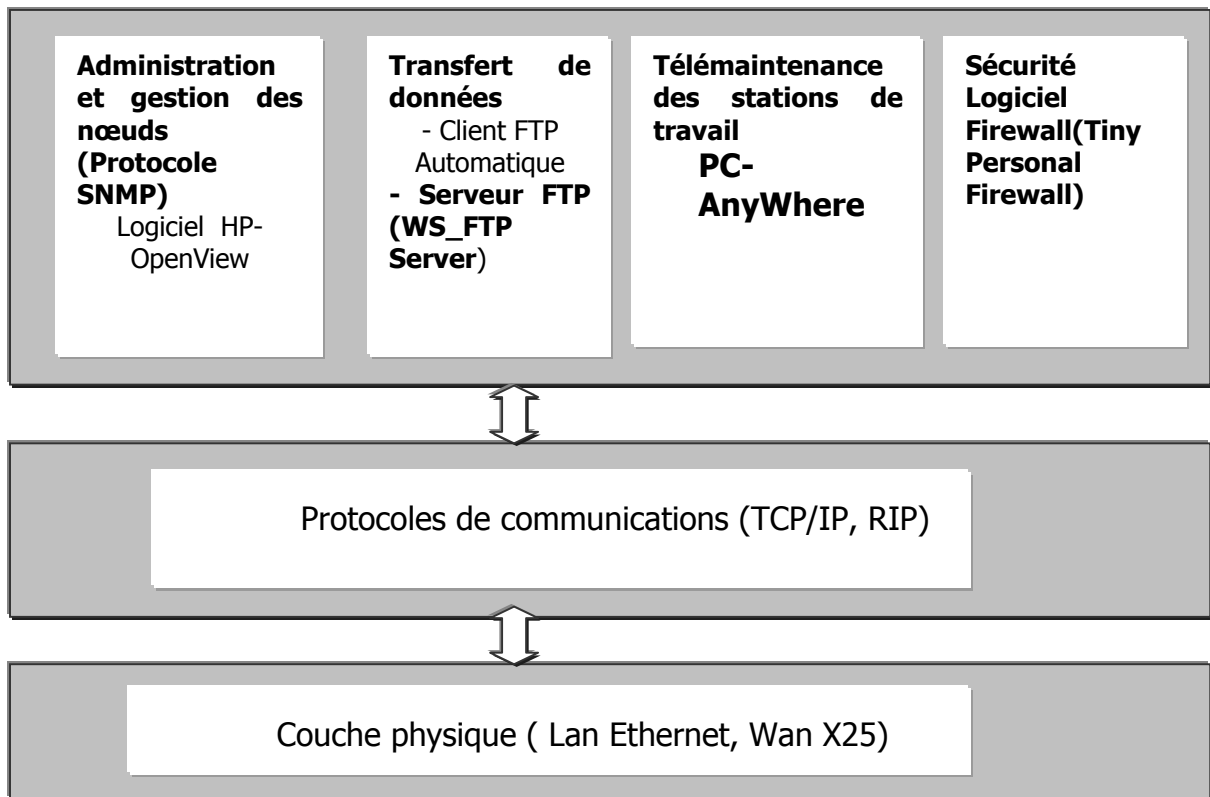 Administration
et gestion des
nœuds
(Protocole
SNMP)
Logiciel HP-
OpenView
Transfert de
données
- Client FTP
Automatique
- Serveur FTP
(WS_FTP
Server)
Télémaintenance
des stations de
travail
PC-
AnyWhere
Sécurité
Logiciel
Firewall(Tiny
Personal
Firewall)
Protocoles de communications (TCP/IP, RIP)
Couche physique ( Lan Ethernet, Wan X25)